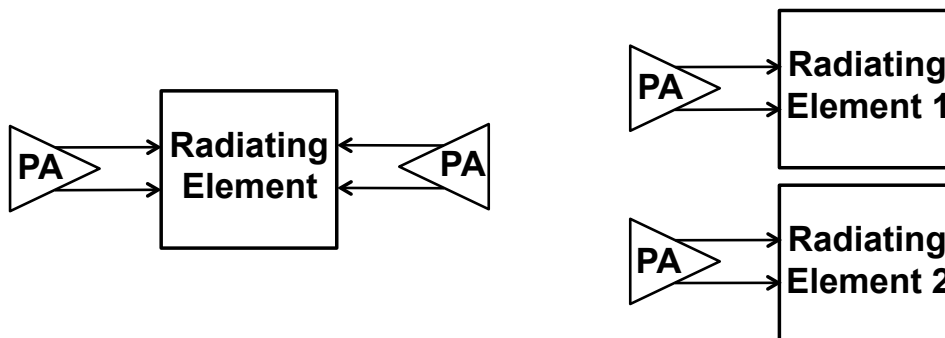 PA
Radiating
Element
PA
PA
Radiating
Element 1
PA
Radiating
Element 2